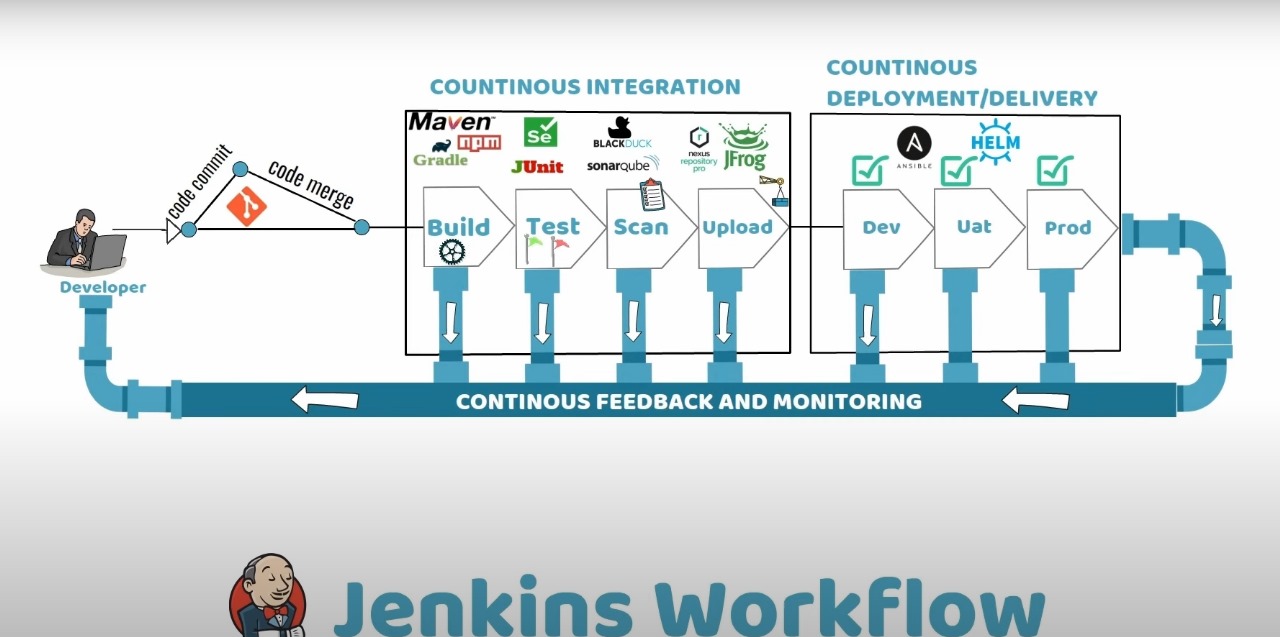 COUNTINOUS INTEGRATION
COUNTINOUS
DEPLOYMENT/DELIVERY
Maven™
npm
Gradle
Se
JUnit
BLACKDUCK
sonarqube
nexus
repository
pro
JFrog
ANSIBLE
HELM
code commit
code merge
Build
Test
Scan
Upload
Dev
Uat
Prod
Developer
CONTINOUS FEEDBACK AND MONITORING
Jenkins Workflow